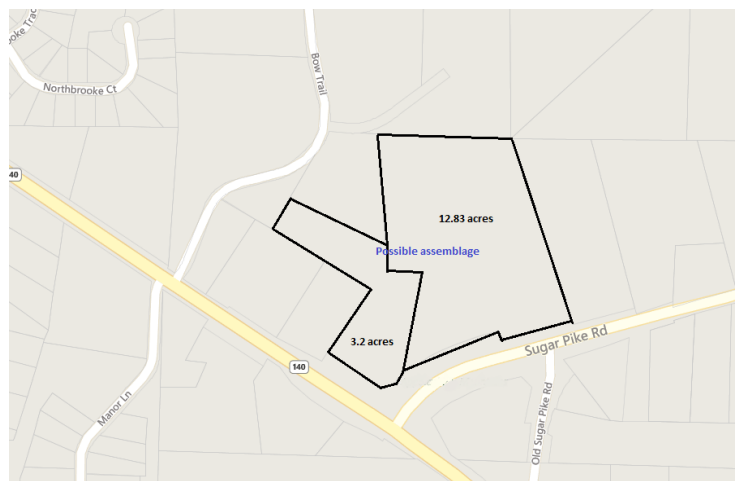 Northbrooke Ct
Bow Trail
40
12.83 acres
Possible assemblage
3.2 acres
Sugar Pike Rd
140
Manor Ln
Old Sugar Pike Rd